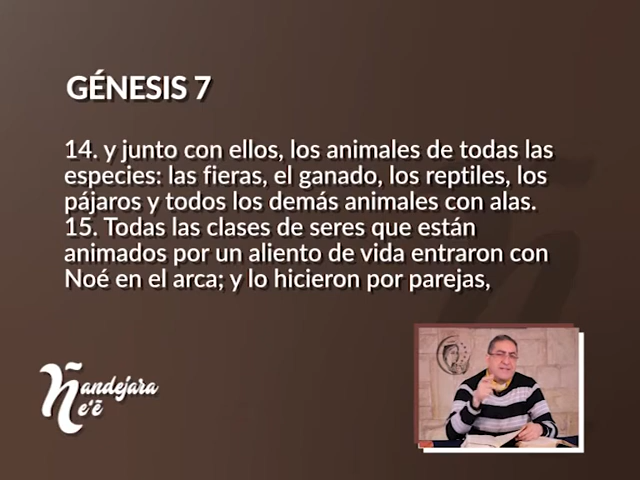 GÉNESIS 7
14. y junto con ellos, los animales de todas las
especies: las fieras, el ganado, los reptiles, los
pájaros y todos los demás animales con alas.
15. Todas las clases de seres que están
animados por un aliento de vida entraron con
Noé en el arca; y lo hicieron por parejas,
Ñandejara
Ñe'ẽ